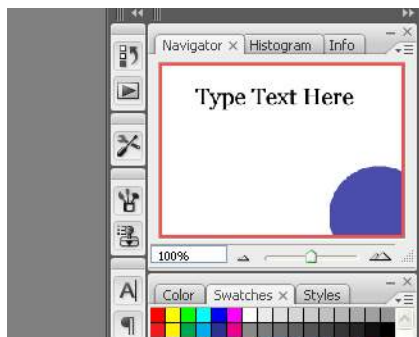 Navigator × Histogram Info
Type Text Here
100%
Color Swatches × Styles